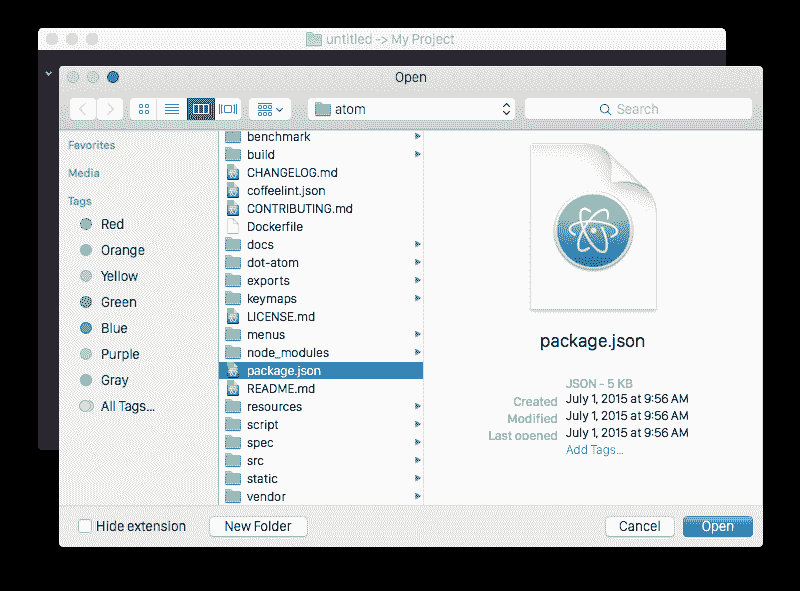 untitled -> My Project
Open
atom
Search
Favorites
Media
Tags
Red
Orange
Yellow
Green
Blue
Purple
Gray
All Tags...
benchmark
build
CHANGELOG.md
coffeelint.json
CONTRIBUTING.md
Dockerfile
docs
dot-atom
exports
keymaps
LICENSE.md
menus
node_modules
package.json
README.md
resources
script
spec
src
static
vendor
package.json
JSON - 5 KB
Created July 1, 2015 at 9:56 AM
Modified July 1, 2015 at 9:56 AM
Last opened July 1, 2015 at 9:56 AM
Add Tags...
Hide extension
New Folder
Cancel
Open